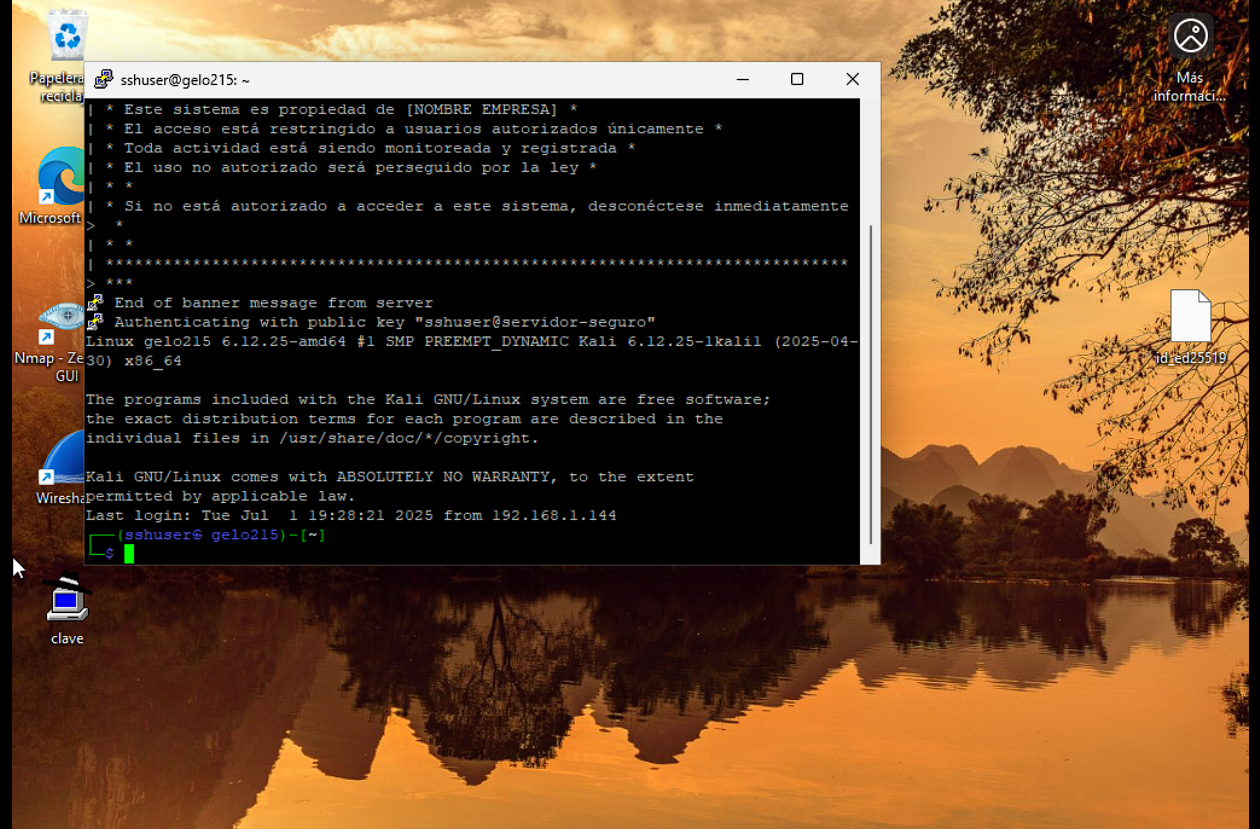 Papelera
recicla
Microsoft
Nmap - Ze
GUI
Wiresha
clave
Más
informaci...
id_ed25519
sshuser@gelo215: ~
| * Este sistema es propiedad de [NOMBRE EMPRESA] *
| * El acceso está restringido a usuarios autorizados únicamente *
| * Toda actividad está siendo monitoreada y registrada *
| * El uso no autorizado será perseguido por la ley *
| * *
| * Si no está autorizado a acceder a este sistema, desconéctese inmediatamente
>  *
| * *
| *****************************************************************************
> ***
End of banner message from server
Authenticating with public key "sshuser@servidor-seguro"
Linux gelo215 6.12.25-amd64 #1 SMP PREEMPT_DYNAMIC Kali 6.12.25-1kali1 (2025-04-
30) x86_64
The programs included with the Kali GNU/Linux system are free software;
the exact distribution terms for each program are described in the
individual files in /usr/share/doc/*/copyright.
Kali GNU/Linux comes with ABSOLUTELY NO WARRANTY, to the extent
permitted by applicable law.
Last login: Tue Jul  1 19:28:21 2025 from 192.168.1.144
┌──(sshuser㉿ gelo215)-[~]
└─$